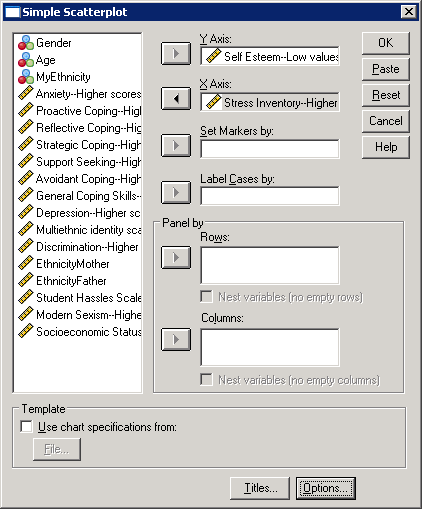 Simple Scatterplot
Gender
Age
MyEthnicity
Anxiety--Higher scores
Proactive Coping--Higl
Reflective Coping--Higl
Strategic Coping--High
Support Seeking--High
Avoidant Coping--High
General Coping Skills--
Depression--Higher sc
Multiethnic identity sca
Discrimination--Higher
EthnicityMother
EthnicityFather
Student Hassles Scale
Modern Sexism--Highe
Socioeconomic Status
Y Axis:
Self Esteem--Low values
X Axis:
Stress Inventory--Higher
Set Markers by:
Label Cases by:
Panel by
Rows:
Nest variables (no empty rows)
Columns:
Nest variables (no empty columns)
OK
Paste
Reset
Cancel
Help
Template
Use chart specifications from:
File...
Titles...
Options...